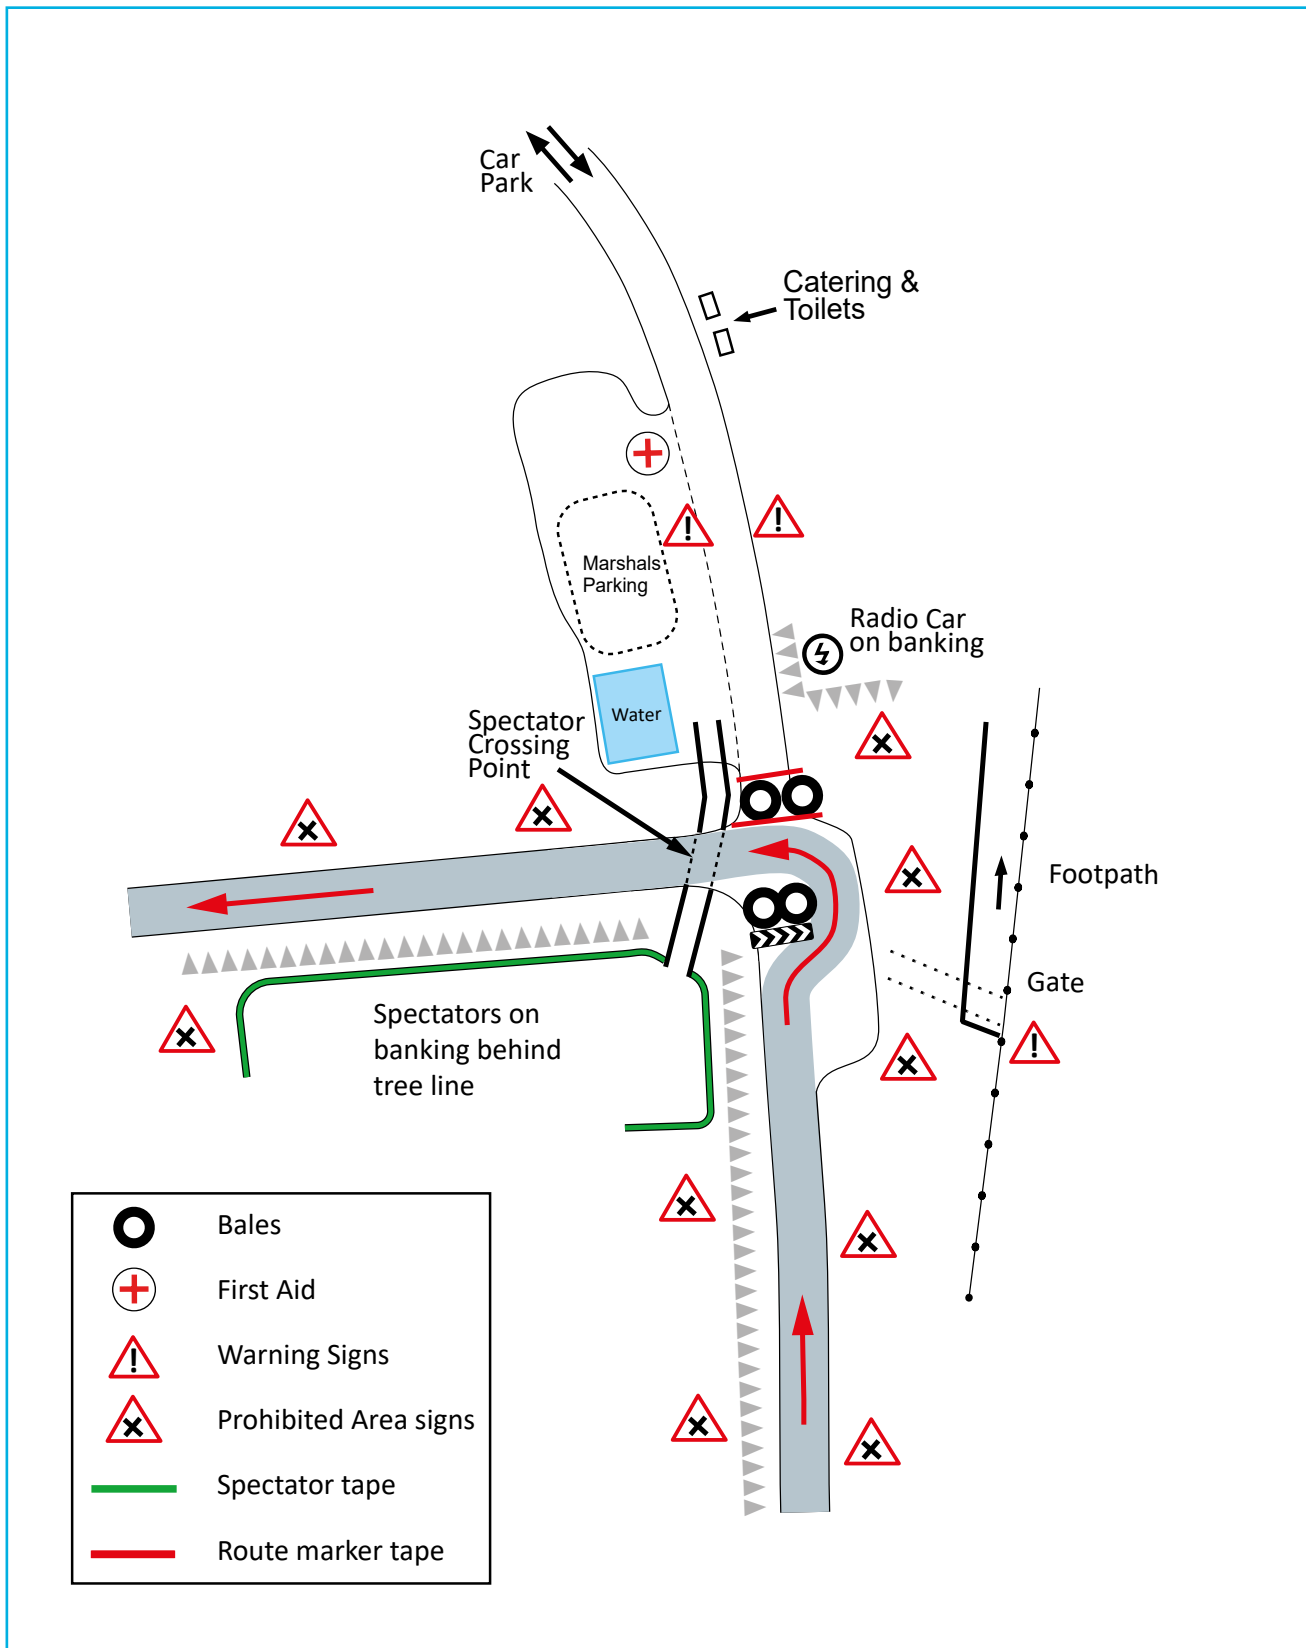 Car
Park
Catering &
Toilets
Marshals
Parking
Radio Car
on banking
Water
Spectator
Crossing
Point
Footpath
Gate
Spectators on
banking behind
tree line
Bales
First Aid
Warning Signs
Prohibited Area signs
Spectator tape
Route marker tape